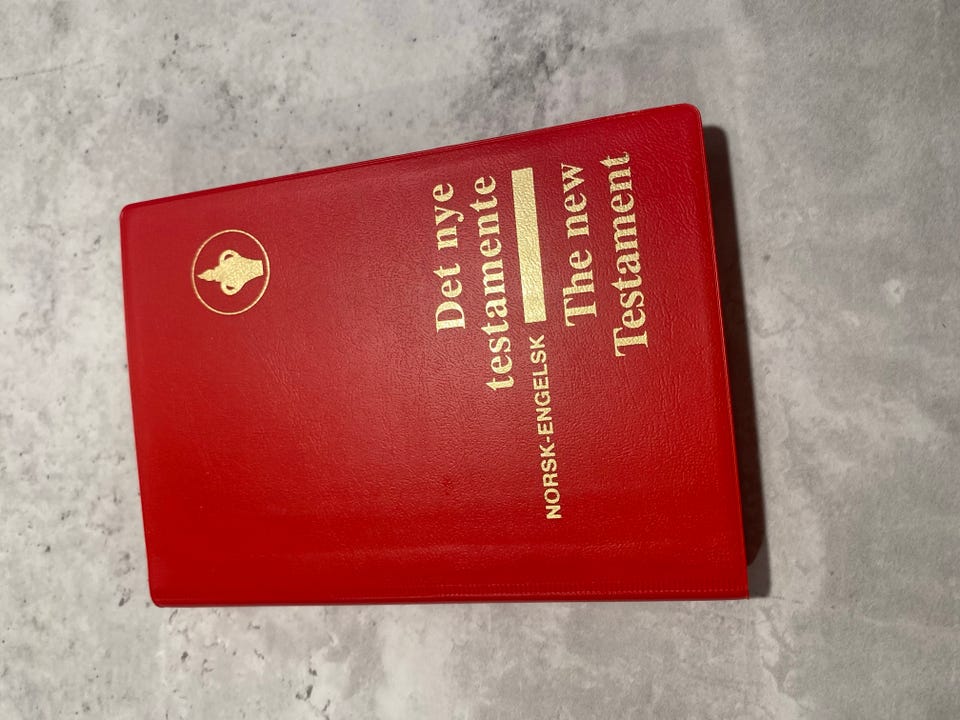 Det nye
testamente
NORSK-ENGELSK
The new
Testament